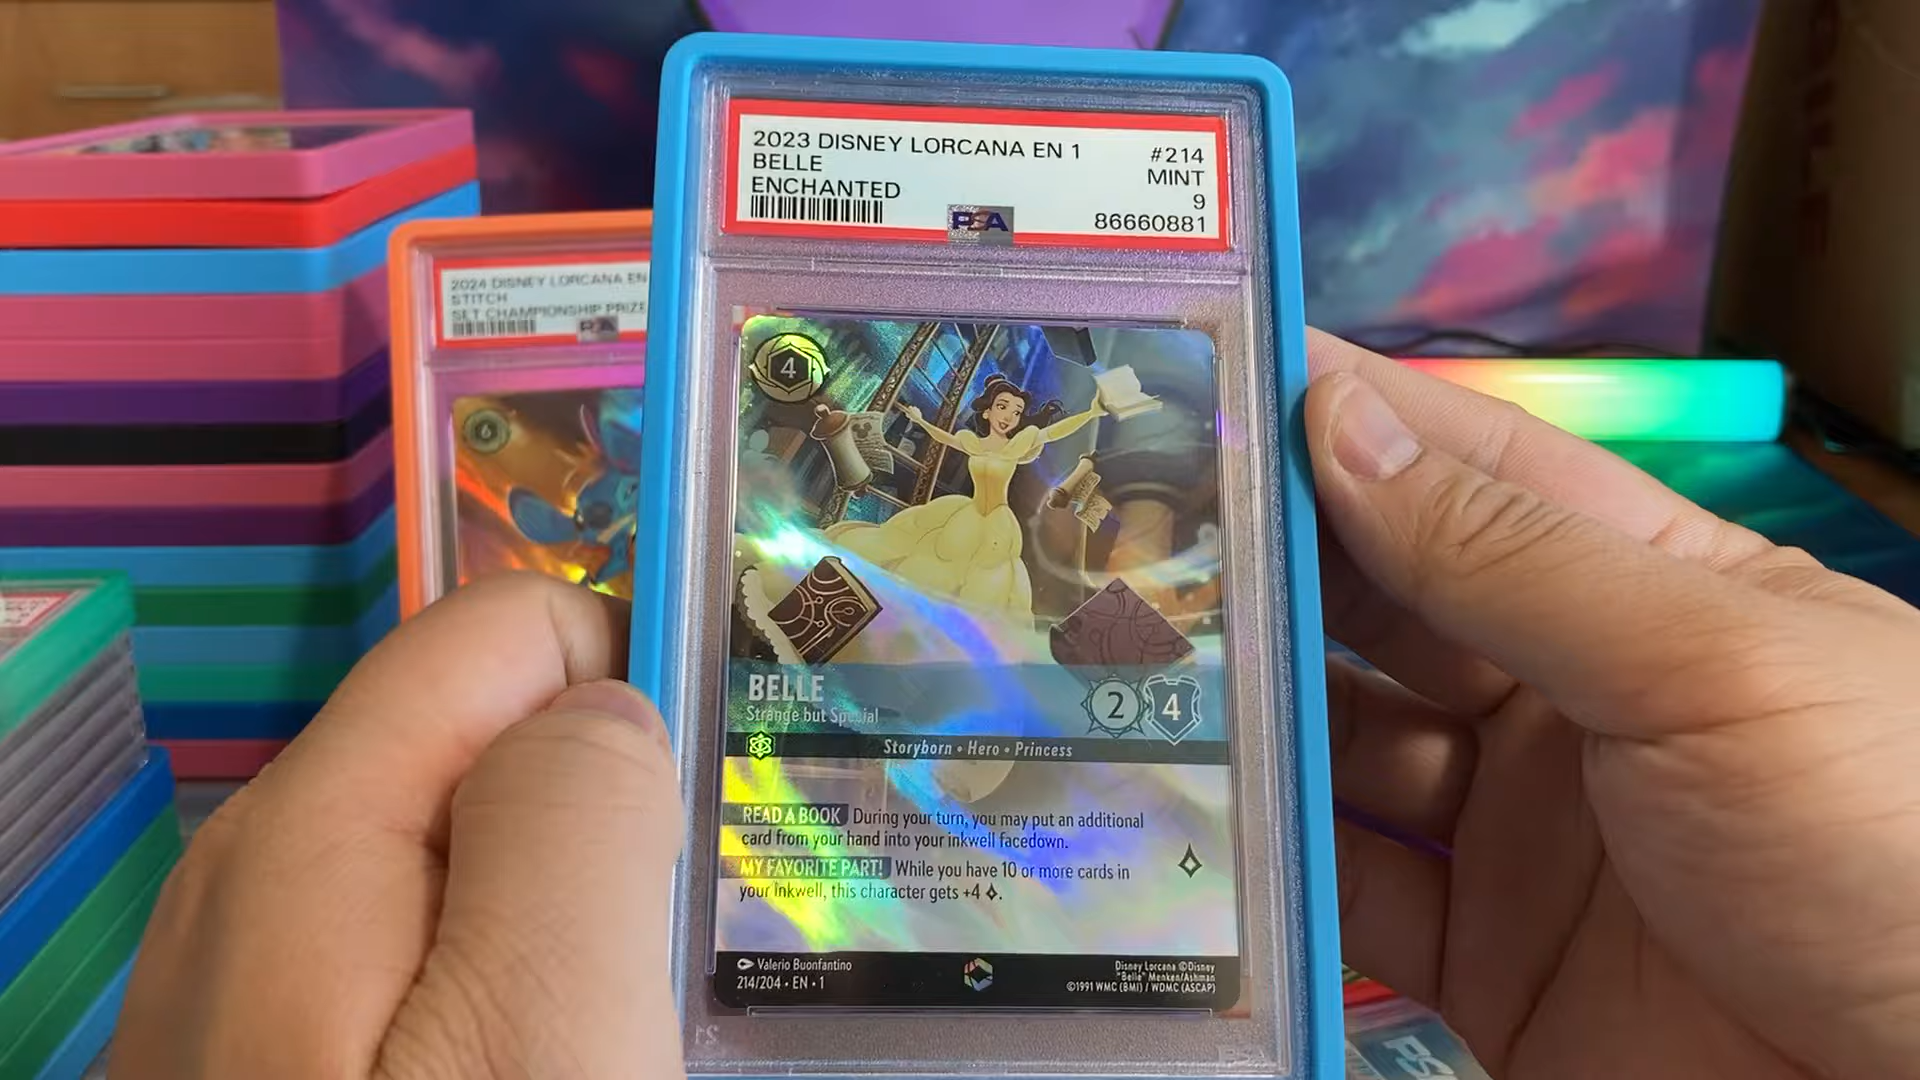 2023 DISNEY LORCANA EN 1
BELLE
ENCHANTED
#214
MINT
9
86660881
PSA
2024 DISNEY LORCANA EN
STITCH
SET CHAMPIONSHIP PRIZE
PSA
6
4
BELLE
Strange but Special
2
4
Storyborn • Hero • Princess
READ A BOOK During your turn, you may put an additional
card from your hand into your inkwell facedown.
MY FAVORITE PART! While you have 10 or more cards in
your inkwell, this character gets +4 .
Valerio Buonfantino
214/204 • EN • 1
Disney Lorcana ©Disney
"Belle" Menken/Ashman
©1991 WMC (BMI) / WDMC (ASCAP)